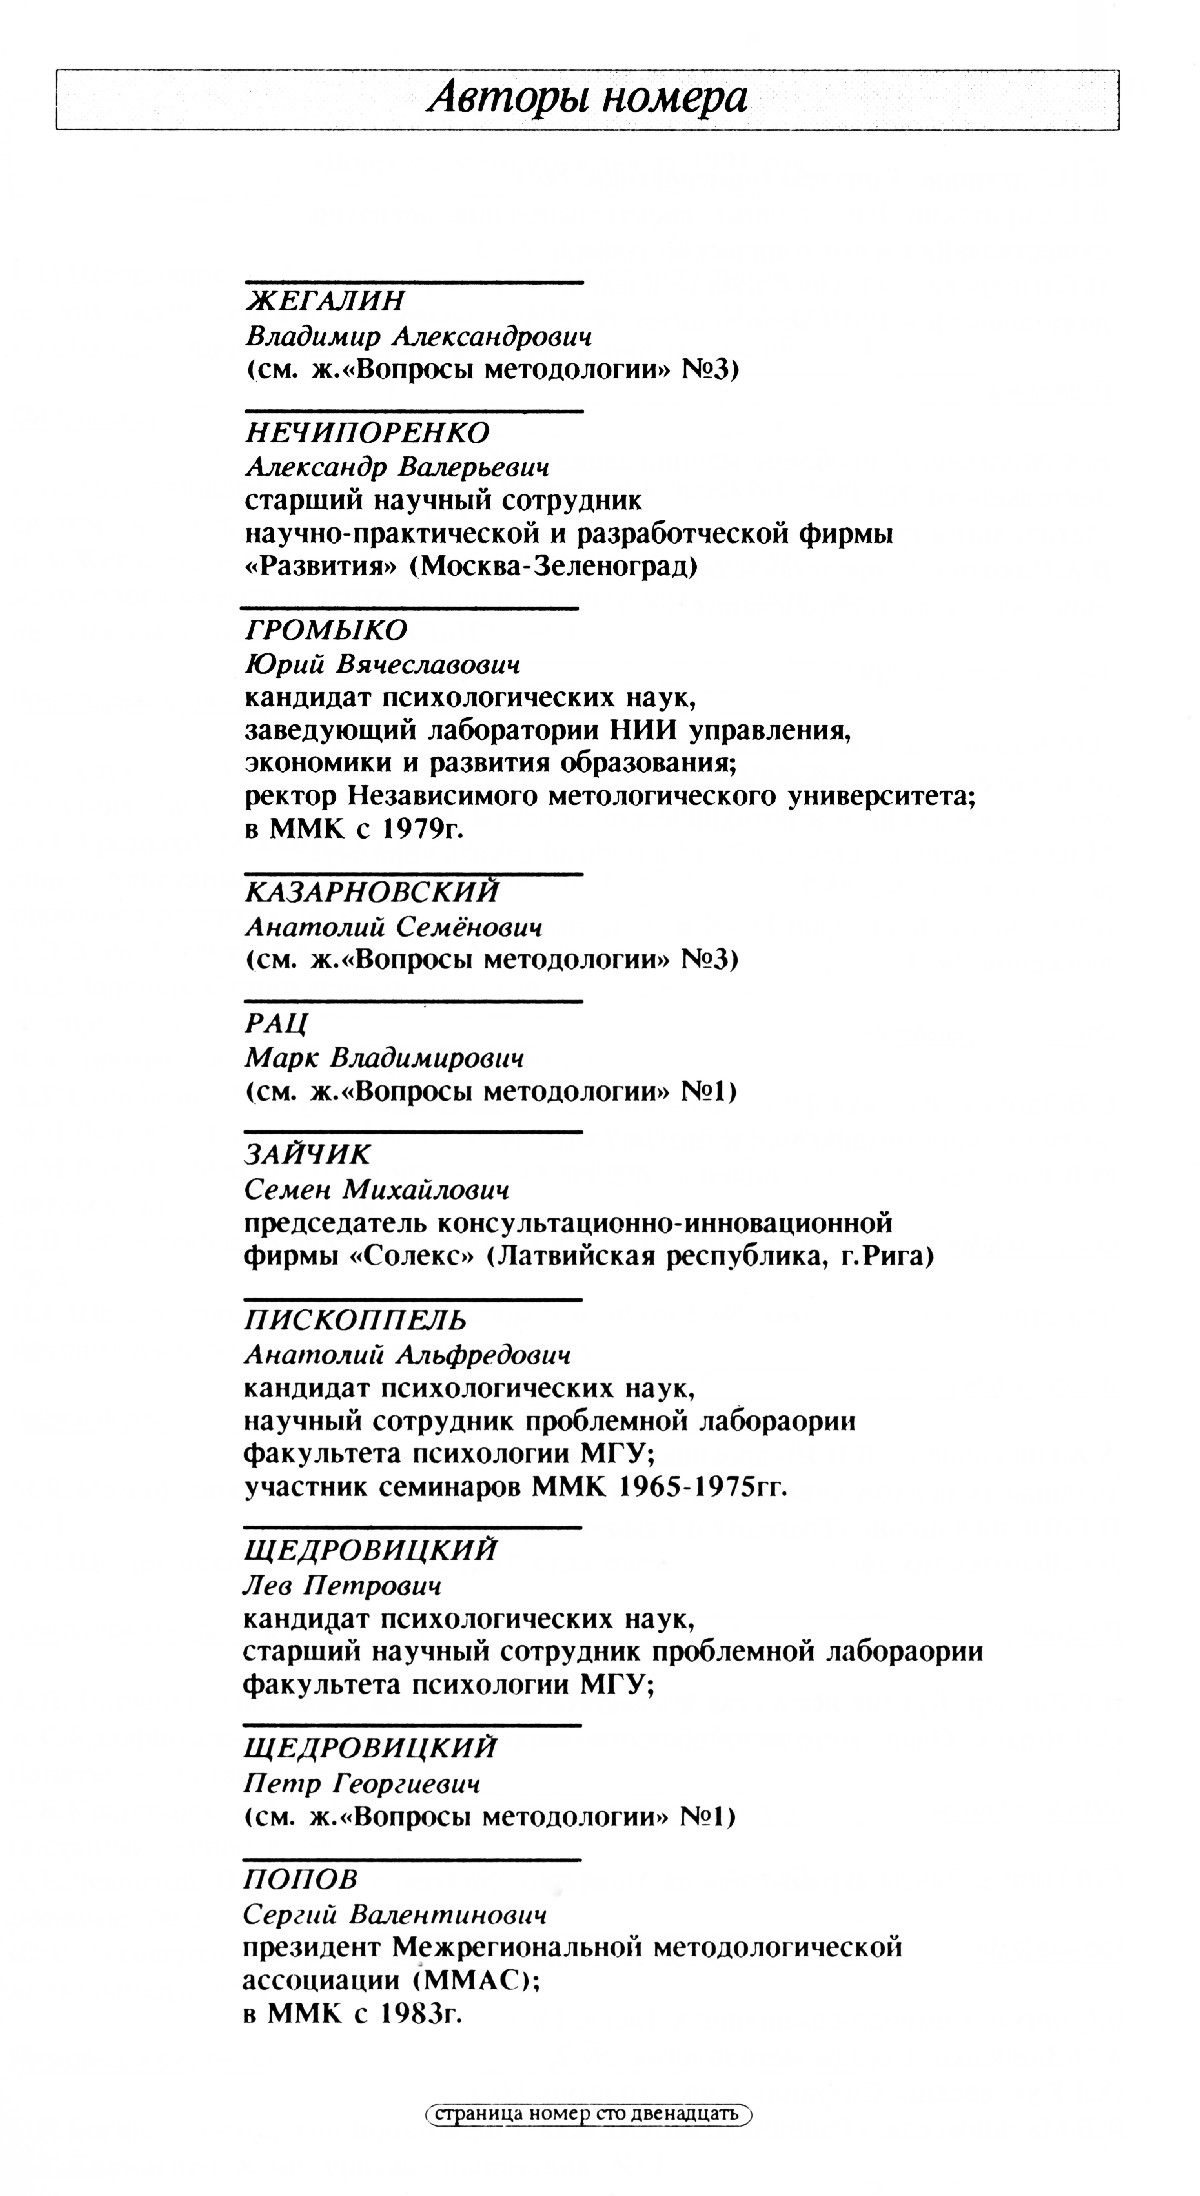 Авторы номера
ЖЕГАЛИН
Владимир Александрович
(см. ж.«Вопросы методологии» №3)
НЕЧИПОРЕНКО
Александр Валерьевич
старший научный сотрудник
научно-практической и разработческой фирмы
«Развития» (Москва-Зеленоград)
ГРОМЫКО
Юрий Вячеславович
кандидат психологических наук,
заведующий лаборатории НИИ управления,
экономики и развития образования;
ректор Независимого метологического университета;
в ММК с 1979г.
КАЗАРНОВСКИЙ
Анатолий Семёнович
(см. ж.«Вопросы методологии» №3)
РАЦ
Марк Владимирович
(см. ж.«Вопросы методологии» №1)
ЗАЙЧИК
Семен Михайлович
председатель консультационно-инновационной
фирмы «Солекс» (Латвийская республика, г.Рига)
ПИСКОППЕЛЬ
Анатолий Альфредович
кандидат психологических наук,
научный сотрудник проблемной лабораории
факультета психологии МГУ;
участник семинаров ММК 1965-1975гг.
ЩЕДРОВИЦКИЙ
Лев Петрович
кандидат психологических наук,
старший научный сотрудник проблемной лабораории
факультета психологии МГУ;
ЩЕДРОВИЦКИЙ
Петр Георгиевич
(см. ж.«Вопросы методологии» №1)
ПОПОВ
Сергий Валентинович
президент Межрегиональной методологической
ассоциации (ММАС);
в ММК с 1983г.
страница номер сто двенадцать